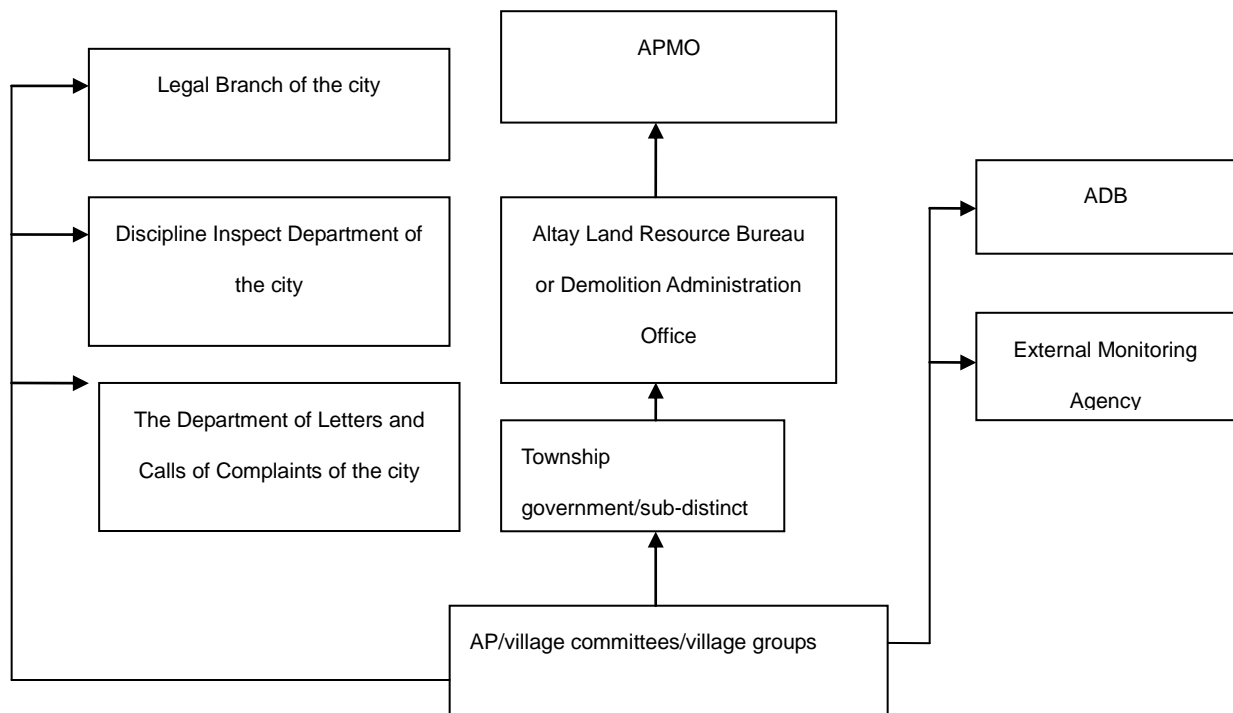 Legal Branch of the city
Discipline Inspect Department of
the city
The Department of Letters and
Calls of Complaints of the city
APMO
Altay Land Resource Bureau
or Demolition Administration
Office
Township
government/sub-distinct
AP/village committees/village groups
ADB
External Monitoring
Agency